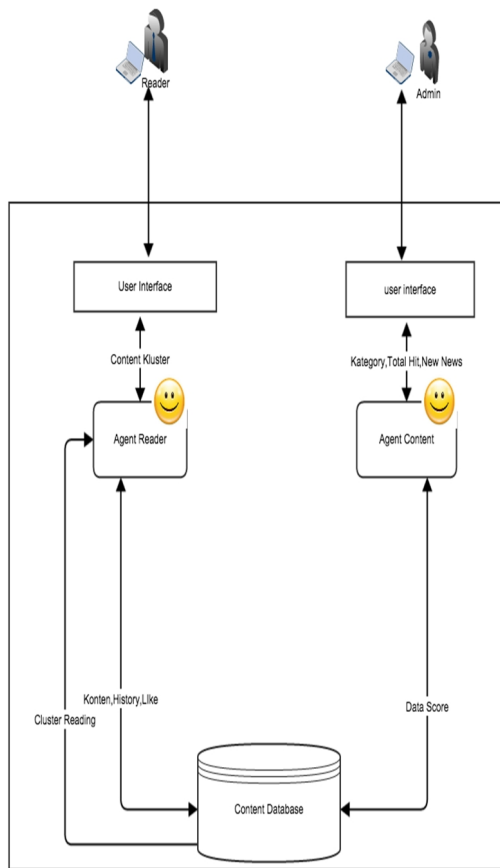 Reader
Admin
User Interface
user interface
Content Kluster
Kategory,Total Hit,New News
Agent Reader
Agent Content
Konten,History,LIke
Data Score
Cluster Reading
Content Database